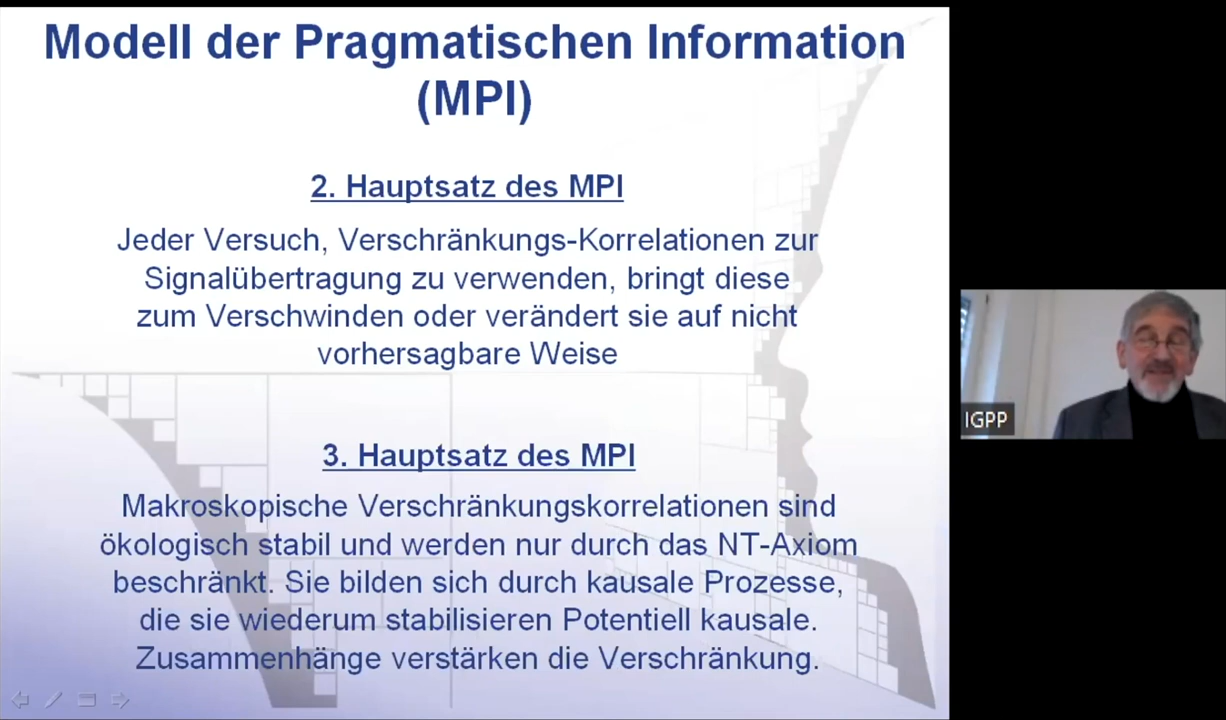 Modell der Pragmatischen Information
(MPI)
2. Hauptsatz des MPI
Jeder Versuch, Verschränkungs-Korrelationen zur
Signalübertragung zu verwenden, bringt diese
zum Verschwinden oder verändert sie auf nicht
vorhersagbare Weise
3. Hauptsatz des MPI
Makroskopische Verschränkungskorrelationen sind
ökologisch stabil und werden nur durch das NT-Axiom
beschränkt. Sie bilden sich durch kausale Prozesse,
die sie wiederum stabilisieren Potentiell kausale.
Zusammenhänge verstärken die Verschränkung.
IGPP